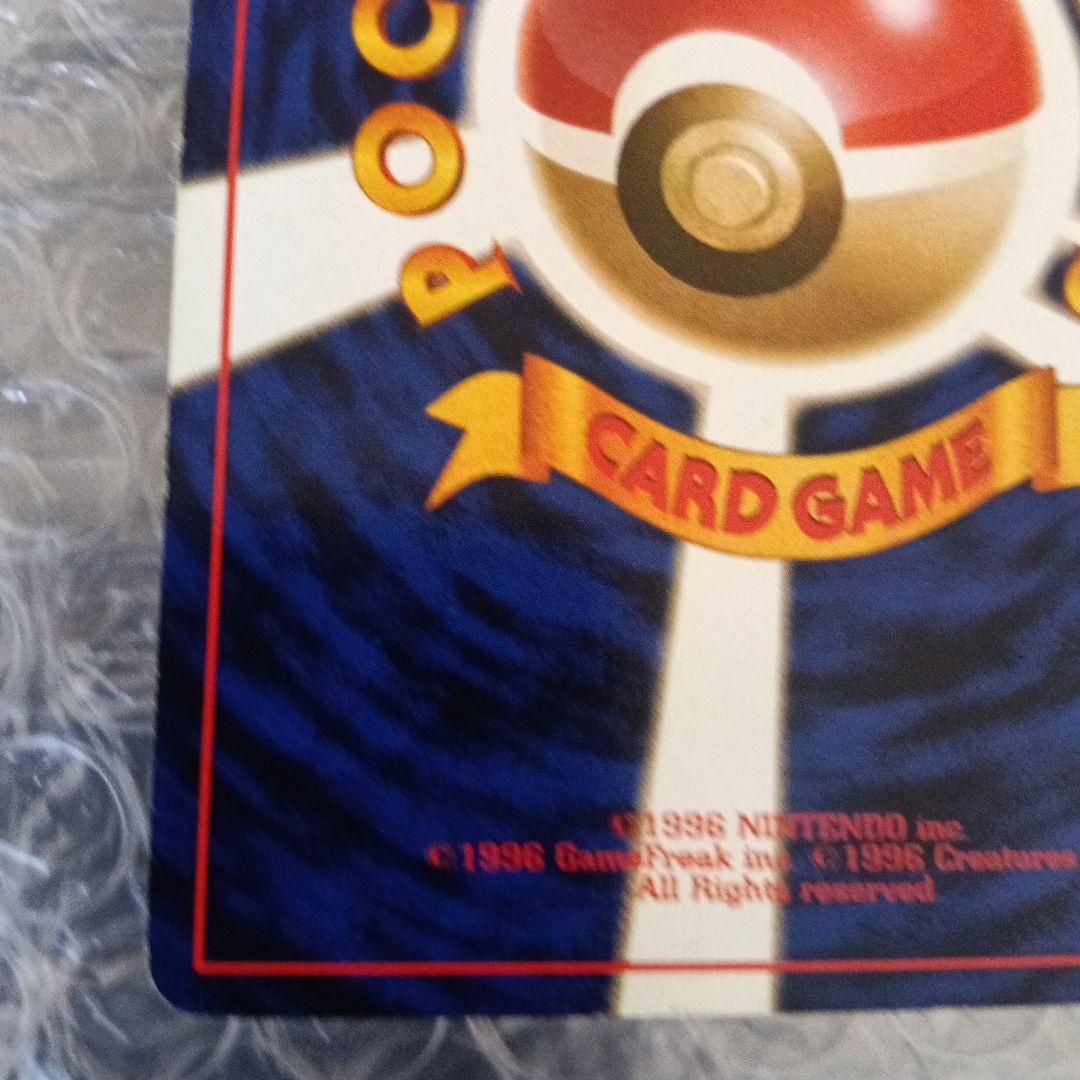 POC
CARD GAME
©1996 NINTENDO inc.
©1996 GameFreak inc. ©1996 Creatures
All Rights reserved.